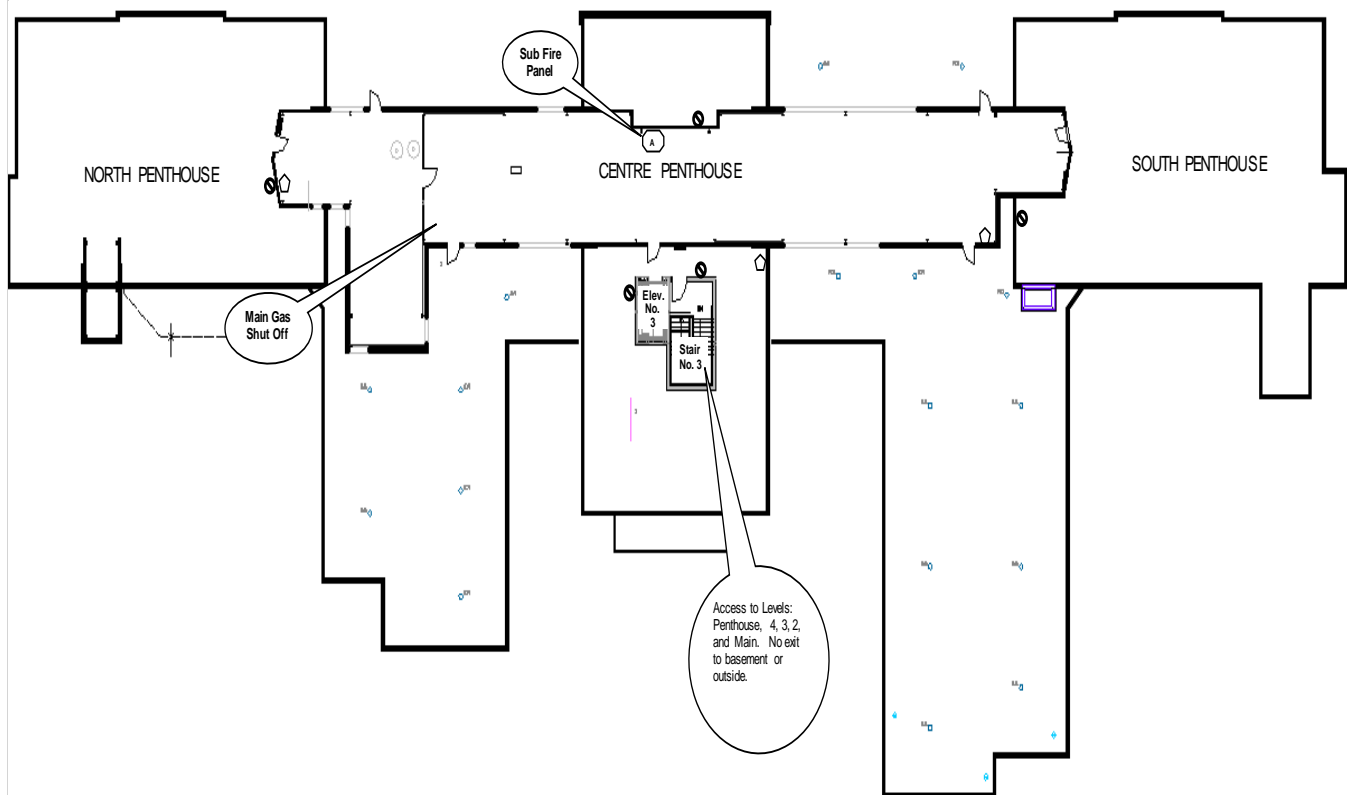 Sub Fire
Panel
A
NORTH PENTHOUSE
CENTRE PENTHOUSE
SOUTH PENTHOUSE
Main Gas
Shut Off
Elev.
No.
3
Stair
No. 3
Access to Levels:
Penthouse, 4, 3, 2,
and Main. No exit
to basement or
outside.